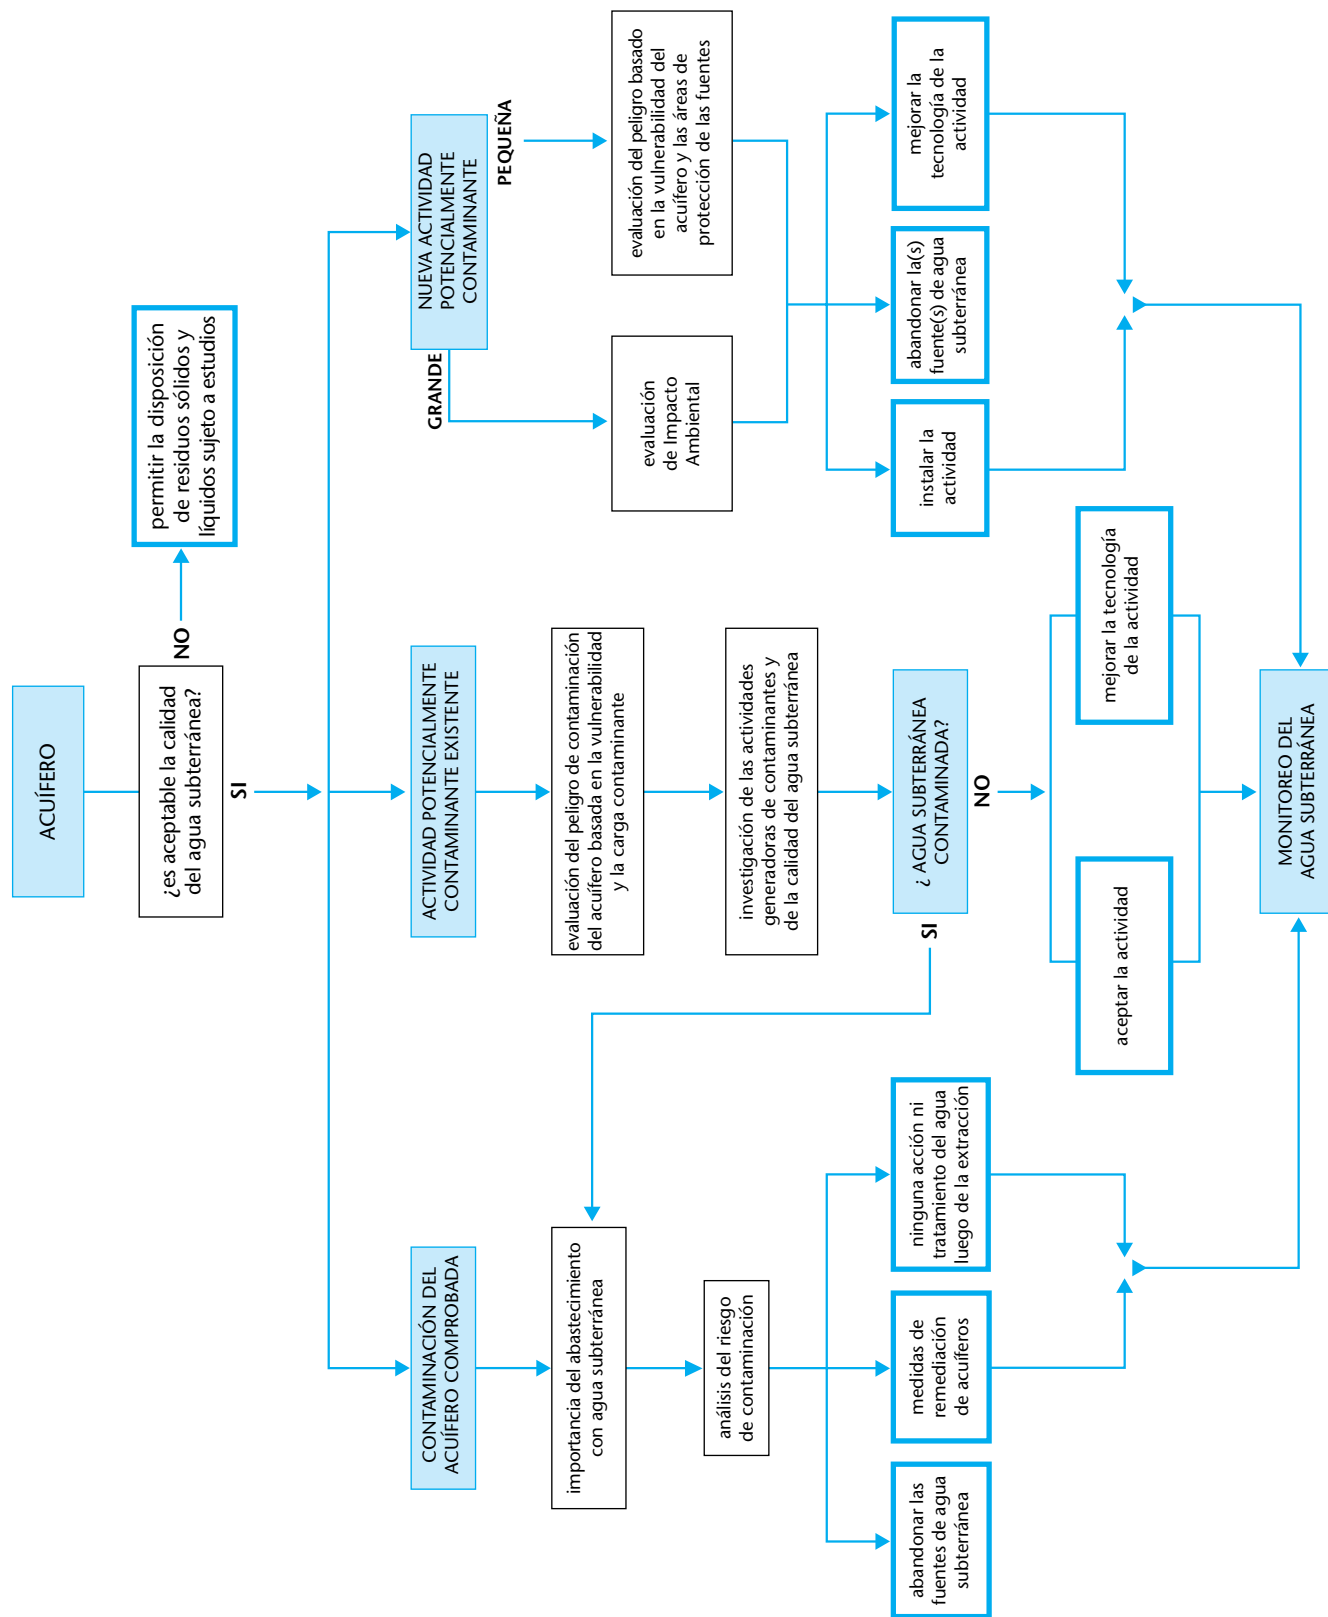 ACUÍFERO
¿es aceptable la calidad
del agua subterránea?
NO
permitir la disposición
de residuos sólidos y
líquidos sujeto a estudios
SI
CONTAMINACIÓN DEL
ACUÍFERO COMPROBADA
ACTIVIDAD POTENCIALMENTE
CONTAMINANTE EXISTENTE
NUEVA ACTIVIDAD
POTENCIALMENTE
CONTAMINANTE
GRANDE
PEQUEÑA
importancia del abastecimiento
con agua subterránea
evaluación del peligro de contaminación
del acuífero basada en la vulnerabilidad
y la carga contaminante
evaluación
de Impacto
Ambiental
evaluación del peligro basado
en la vulnerabilidad del
acuífero y las áreas de
protección de las fuentes
análisis del riesgo
de contaminación
investigación de las actividades
generadoras de contaminantes y
de la calidad del agua subterránea
abandonar las
fuentes de agua
subterránea
medidas de
remediación
de acuíferos
ninguna acción ni
tratamiento del agua
luego de la extracción
¿ AGUA SUBTERRÁNEA
CONTAMINADA?
SI
NO
instalar la
actividad
abandonar la(s)
fuente(s) de agua
subterránea
mejorar la
tecnología de la
actividad
aceptar la actividad
mejorar la tecnología
de la actividad
MONITOREO DEL
AGUA SUBTERRÁNEA